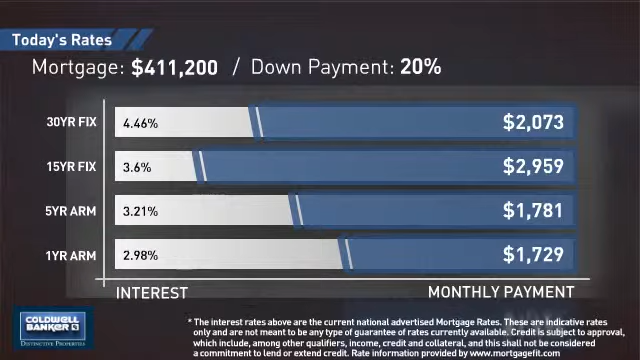 Today's Rates
Mortgage: $411,200 / Down Payment: 20%
30YR FIX 4.46% $2,073
15YR FIX 3.6% $2,959
5YR ARM 3.21% $1,781
1YR ARM 2.98% $1,729
INTEREST MONTHLY PAYMENT
COLDWELL
BANKER
DISTINCTIVE PROPERTIES
* The interest rates above are the current national advertised Mortgage Rates. These are indicative rates
only and are not meant to be any type of guarantee of rates currently available. Credit is subject to approval,
which include, among other qualifiers, income, credit and collateral, and this shall not be considered
a commitment to lend or extend credit. Rate information provided by www.mortgagefit.com